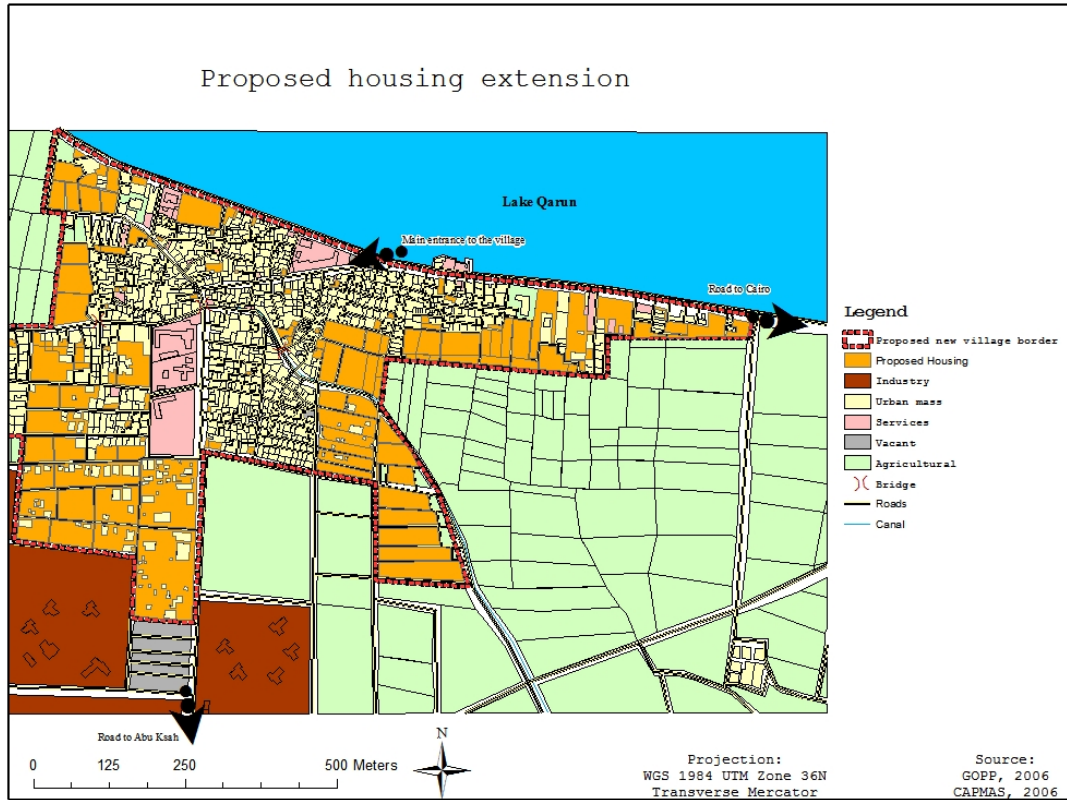 Proposed housing extension
Lake Qarun
Main entrance to the village
Road to Cairo
Legend
Proposed new village border
Proposed Housing
Industry
Urban mass
Services
Vacant
Agricultural
Bridge
Roads
Canal
Road to Abu Ksah
N
0 125 250 500 Meters
Projection:
WGS 1984 UTM Zone 36N
Transverse Mercator
Source:
GOPP, 2006
CAPMAS, 2006